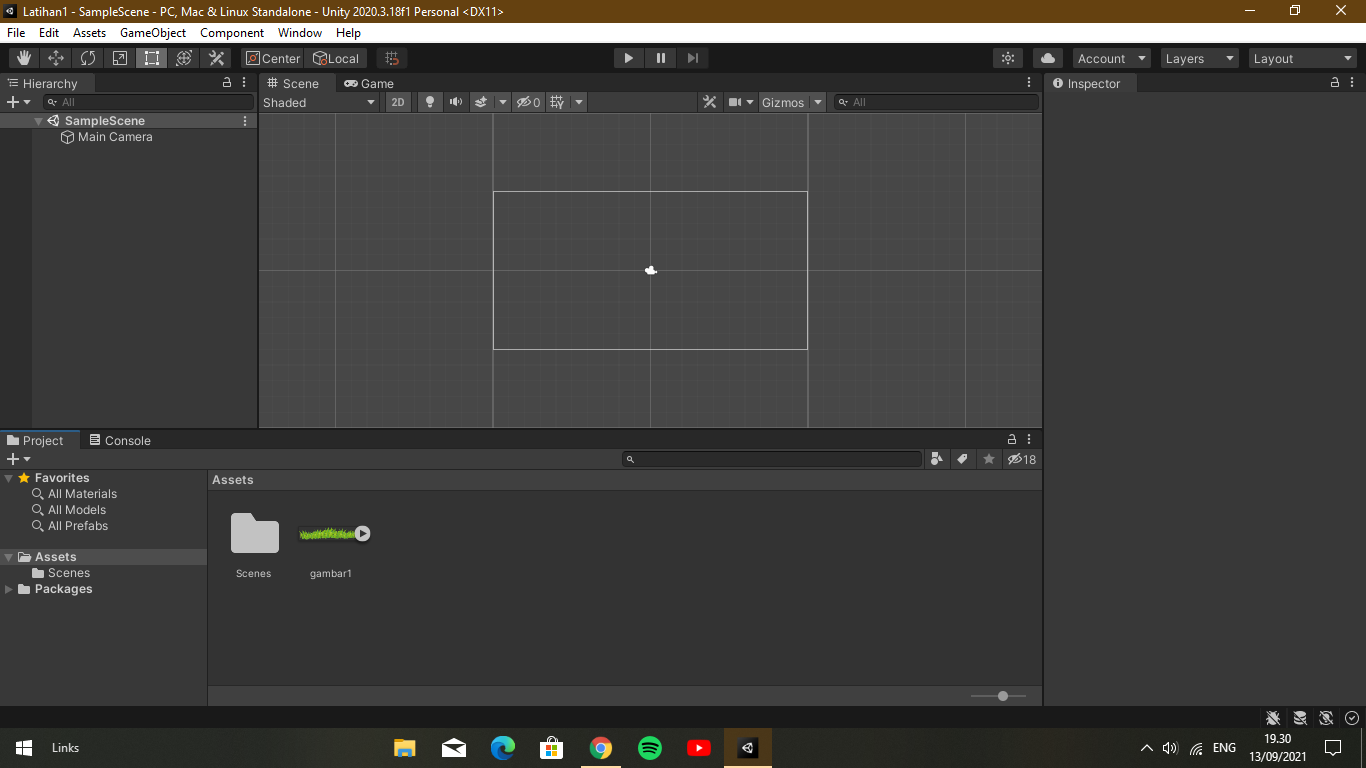 Latihan1 - SampleScene - PC, Mac & Linux Standalone - Unity 2020.3.18f1 Personal <DX11>
File Edit Assets GameObject Component Window Help
Center Local Account Layers Layout
Hierarchy Scene Game Inspector
All Shaded 2D 0 Gizmos All
SampleScene
Main Camera
Project Console
18
Favorites Assets
All Materials
All Models
All Prefabs
Assets
Scenes
Packages
Scenes gambar1
Links ENG 19.30
13/09/2021